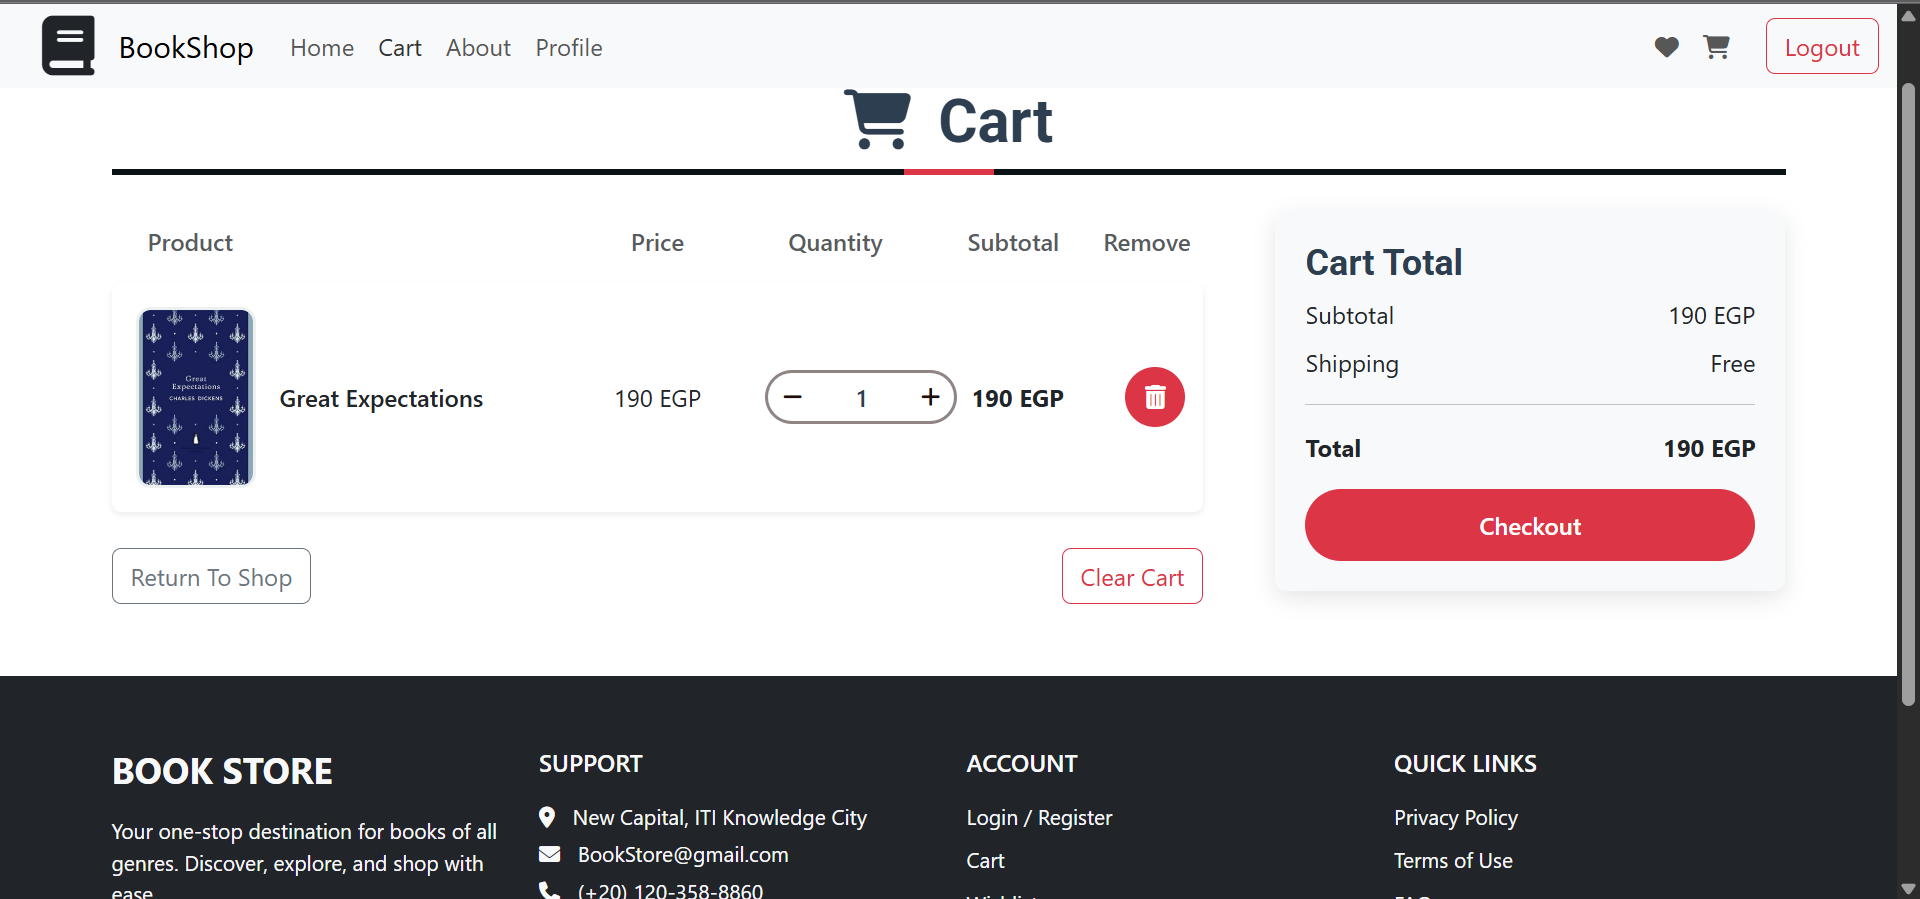 BookShop
Home
Cart
About
Profile
Logout
Cart
Product
Price
Quantity
Subtotal
Remove
Great
Expectations
CHARLES DICKENS
Great Expectations
190 EGP
1
190 EGP
Return To Shop
Clear Cart
Cart Total
Subtotal
190 EGP
Shipping
Free
Total
190 EGP
Checkout
BOOK STORE
Your one-stop destination for books of all
genres. Discover, explore, and shop with
ease
SUPPORT
New Capital, ITI Knowledge City
BookStore@gmail.com
(+20) 120-358-8860
ACCOUNT
Login / Register
Cart
QUICK LINKS
Privacy Policy
Terms of Use